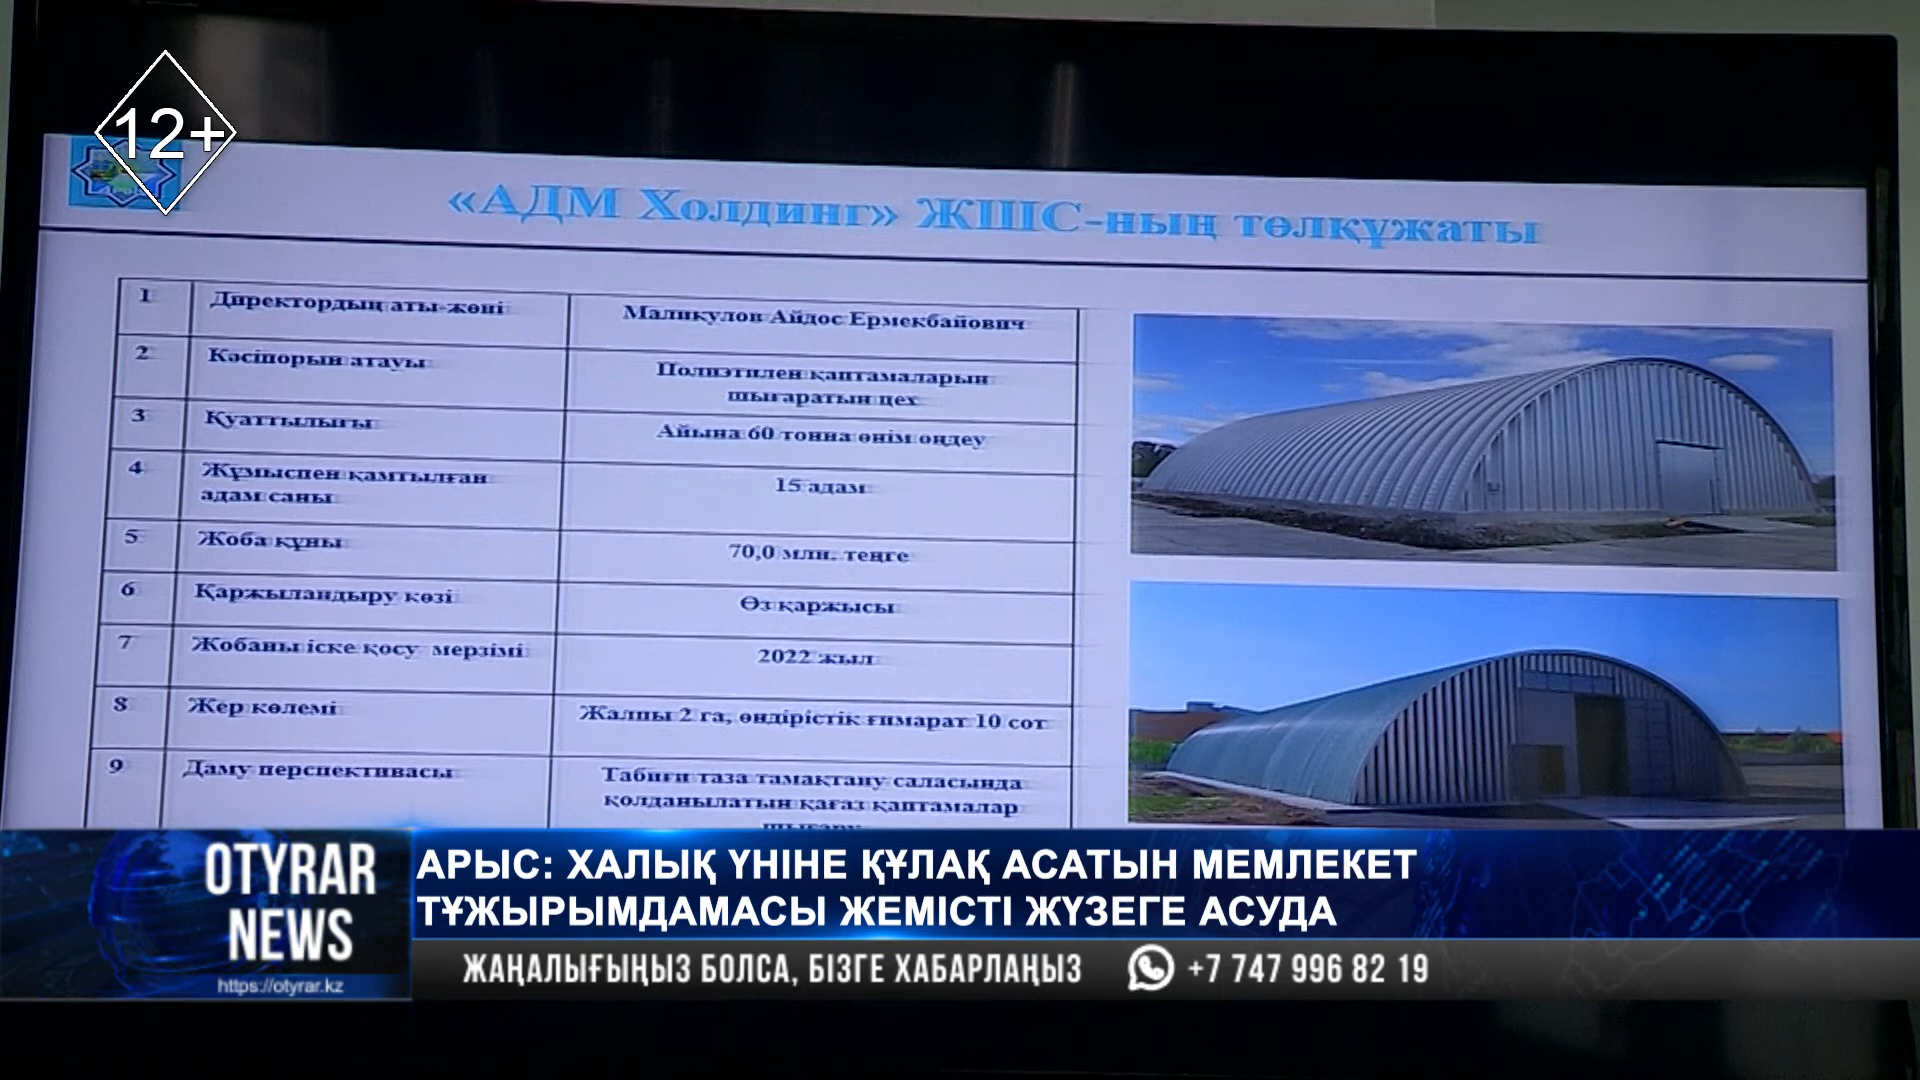 12+
«АДМ Холдинг» ЖШС-ның төлқұжаты
1 Директордың аты-жөні Маликулов Айдос Ермекбайович
2 Кәсіпорын атауы Полиэтилен қаптамаларын
шығаратын цех
3 Қуаттылығы Айына 60 тонна өнім өңдеу
4 Жұмыспен қамтылған
адам саны 15 адам
5 Жоба құны 70,0 млн. теңге
6 Қаржыландыру көзі Өз қаржысы
7 Жобаны іске қосу мерзімі 2022 жыл
8 Жер көлемі Жалпы 2 га, өндірістік ғимарат 10 сот
9 Даму перспективасы Табиғи таза тамақтану саласында
қолданылатын қағаз қаптамалар
OTYRAR
NEWS
https://otyrar.kz
АРЫС: ХАЛЫҚ ҮНІНЕ ҚҰЛАҚ АСАТЫН МЕМЛЕКЕТ
ТҰЖЫРЫМДАМАСЫ ЖЕМІСТІ ЖҮЗЕГЕ АСУДА
ЖАҢАЛЫҒЫҢЫЗ БОЛСА, БІЗГЕ ХАБАРЛАҢЫЗ +7 747 996 82 19